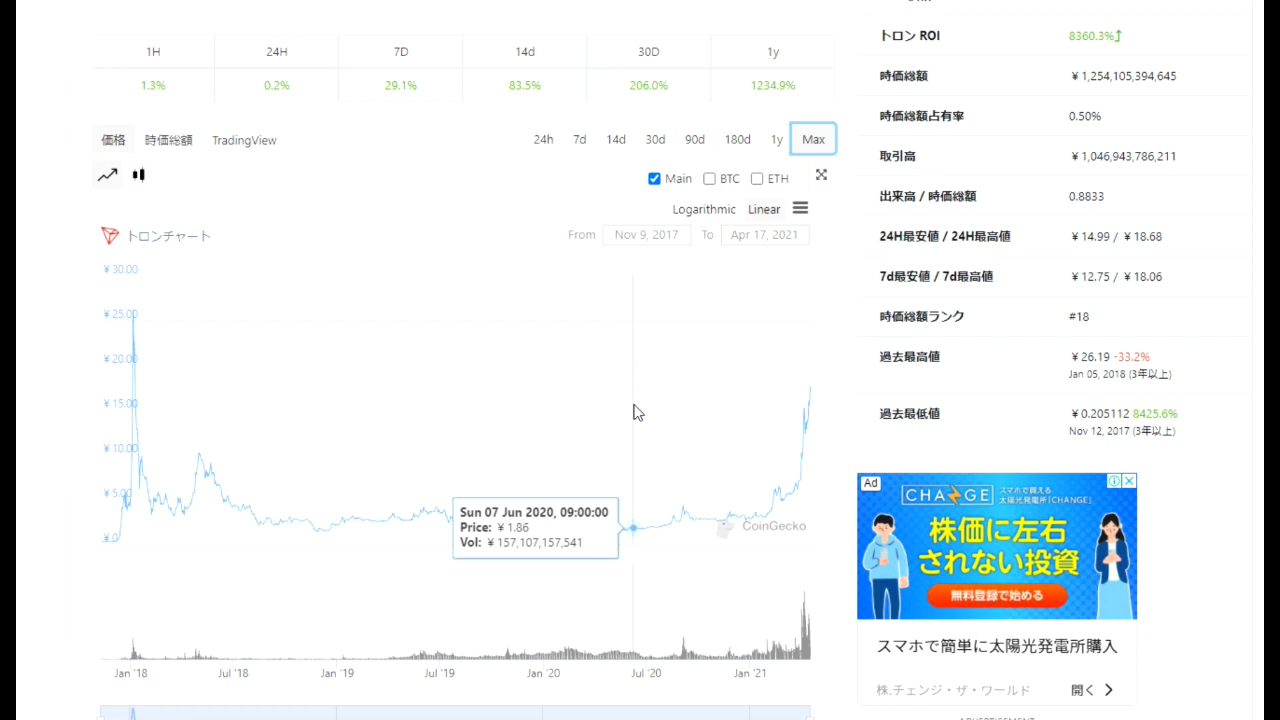 1H 24H 7D 14d 30D 1y
1.3% 0.2% 29.1% 83.5% 206.0% 1234.9%
価格 時価総額 TradingView
24h 7d 14d 30d 90d 180d 1y Max
Main BTC ETH
Logarithmic Linear
トロンチャート
From Nov 9, 2017 To Apr 17, 2021
¥30.00
¥25.00
¥20.00
¥15.00
¥10.00
¥5.00
¥0
Sun 07 Jun 2020, 09:00:00
Price: ¥1.86
Vol: ¥157,107,157,541
CoinGecko
Jan '18 Jul '18 Jan '19 Jul '19 Jan '20 Jul '20 Jan '21
トロン ROI 8360.3%
時価総額 ¥1,254,105,394,645
時価総額占有率 0.50%
取引高 ¥1,046,943,786,211
出来高 / 時価総額 0.8833
24H最安値 / 24H最高値 ¥14.99 / ¥18.68
7d最安値 / 7d最高値 ¥12.75 / ¥18.06
時価総額ランク #18
過去最高値 ¥26.19 -33.2%
Jan 05, 2018 (3年以上)
過去最低値 ¥0.205112 8425.6%
Nov 12, 2017 (3年以上)
Ad
CHANGE
スマホで買える
太陽光発電所「CHANGE」
株価に左右
されない投資
無料登録で始める
スマホで簡単に太陽光発電所購入
株.チェンジ・ザ・ワールド 開く